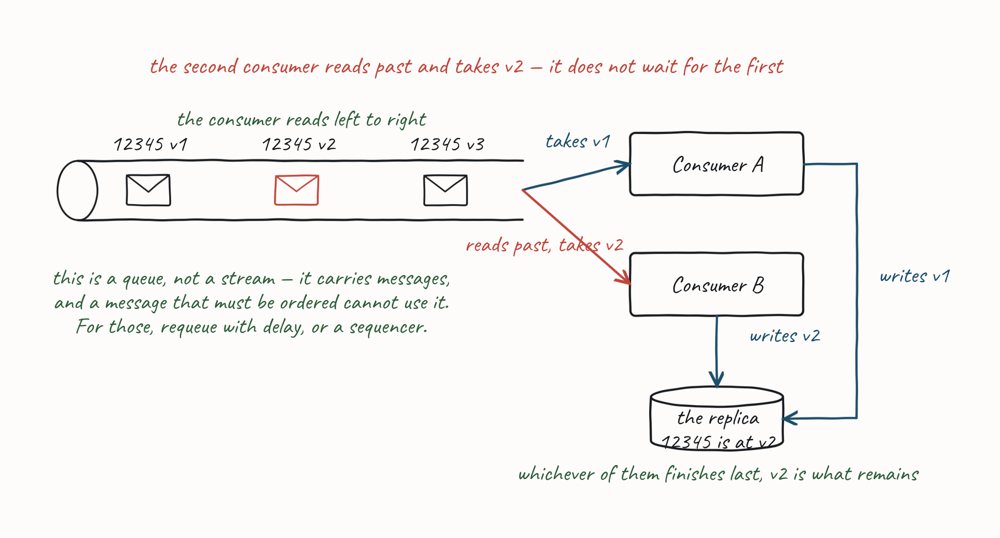 the second consumer reads past and takes v2 — it does not wait for the first
the consumer reads left to right
12345 v1
12345 v2
12345 v3
takes v1
Consumer A
reads past, takes v2
this is a queue, not a stream — it carries messages,
and a message that must be ordered cannot use it.
For those, requeue with delay, or a sequencer.
Consumer B
writes v1
writes v2
the replica
12345 is at v2
whichever of them finishes last, v2 is what remains